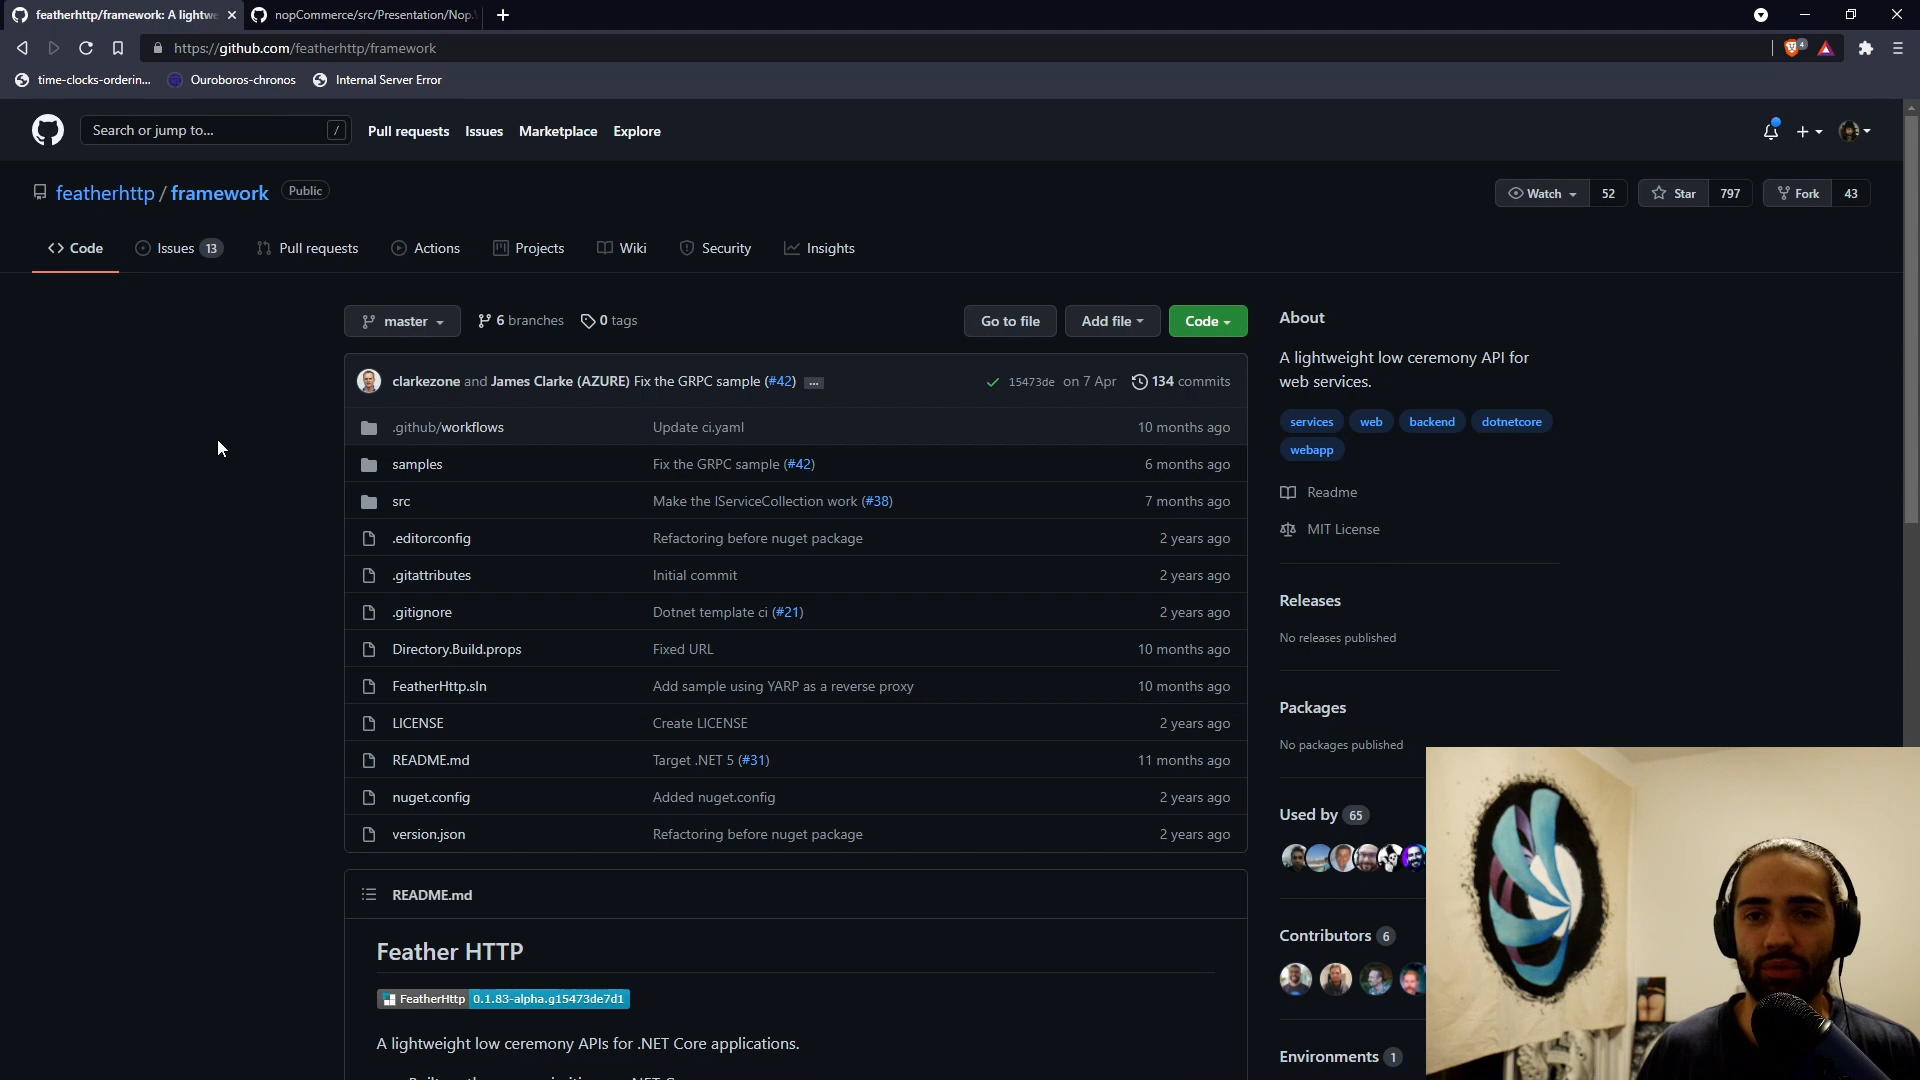 featherhttp/framework: A lightwe
nopCommerce/src/Presentation/Nop.
https://github.com/featherhttp/framework
4
time-clocks-orderin...
Ouroboros-chronos
Internal Server Error
Search or jump to...
/
Pull requests
Issues
Marketplace
Explore
featherhttp / framework
Public
Watch
52
Star
797
Fork
43
Code
Issues 13
Pull requests
Actions
Projects
Wiki
Security
Insights
master
6 branches
0 tags
Go to file
Add file
Code
clarkezone and James Clarke (AZURE) Fix the GRPC sample (#42) ...
15473de on 7 Apr
134 commits
.github/workflows
Update ci.yaml
10 months ago
samples
Fix the GRPC sample (#42)
6 months ago
src
Make the IServiceCollection work (#38)
7 months ago
.editorconfig
Refactoring before nuget package
2 years ago
.gitattributes
Initial commit
2 years ago
.gitignore
Dotnet template ci (#21)
2 years ago
Directory.Build.props
Fixed URL
10 months ago
FeatherHttp.sln
Add sample using YARP as a reverse proxy
10 months ago
LICENSE
Create LICENSE
2 years ago
README.md
Target .NET 5 (#31)
11 months ago
nuget.config
Added nuget.config
2 years ago
version.json
Refactoring before nuget package
2 years ago
README.md
Feather HTTP
FeatherHttp 0.1.83-alpha.g15473de7d1
A lightweight low ceremony APIs for .NET Core applications.
About
A lightweight low ceremony API for
web services.
services
web
backend
dotnetcore
webapp
Readme
MIT License
Releases
No releases published
Packages
No packages published
Used by 65
Contributors 6
Environments 1